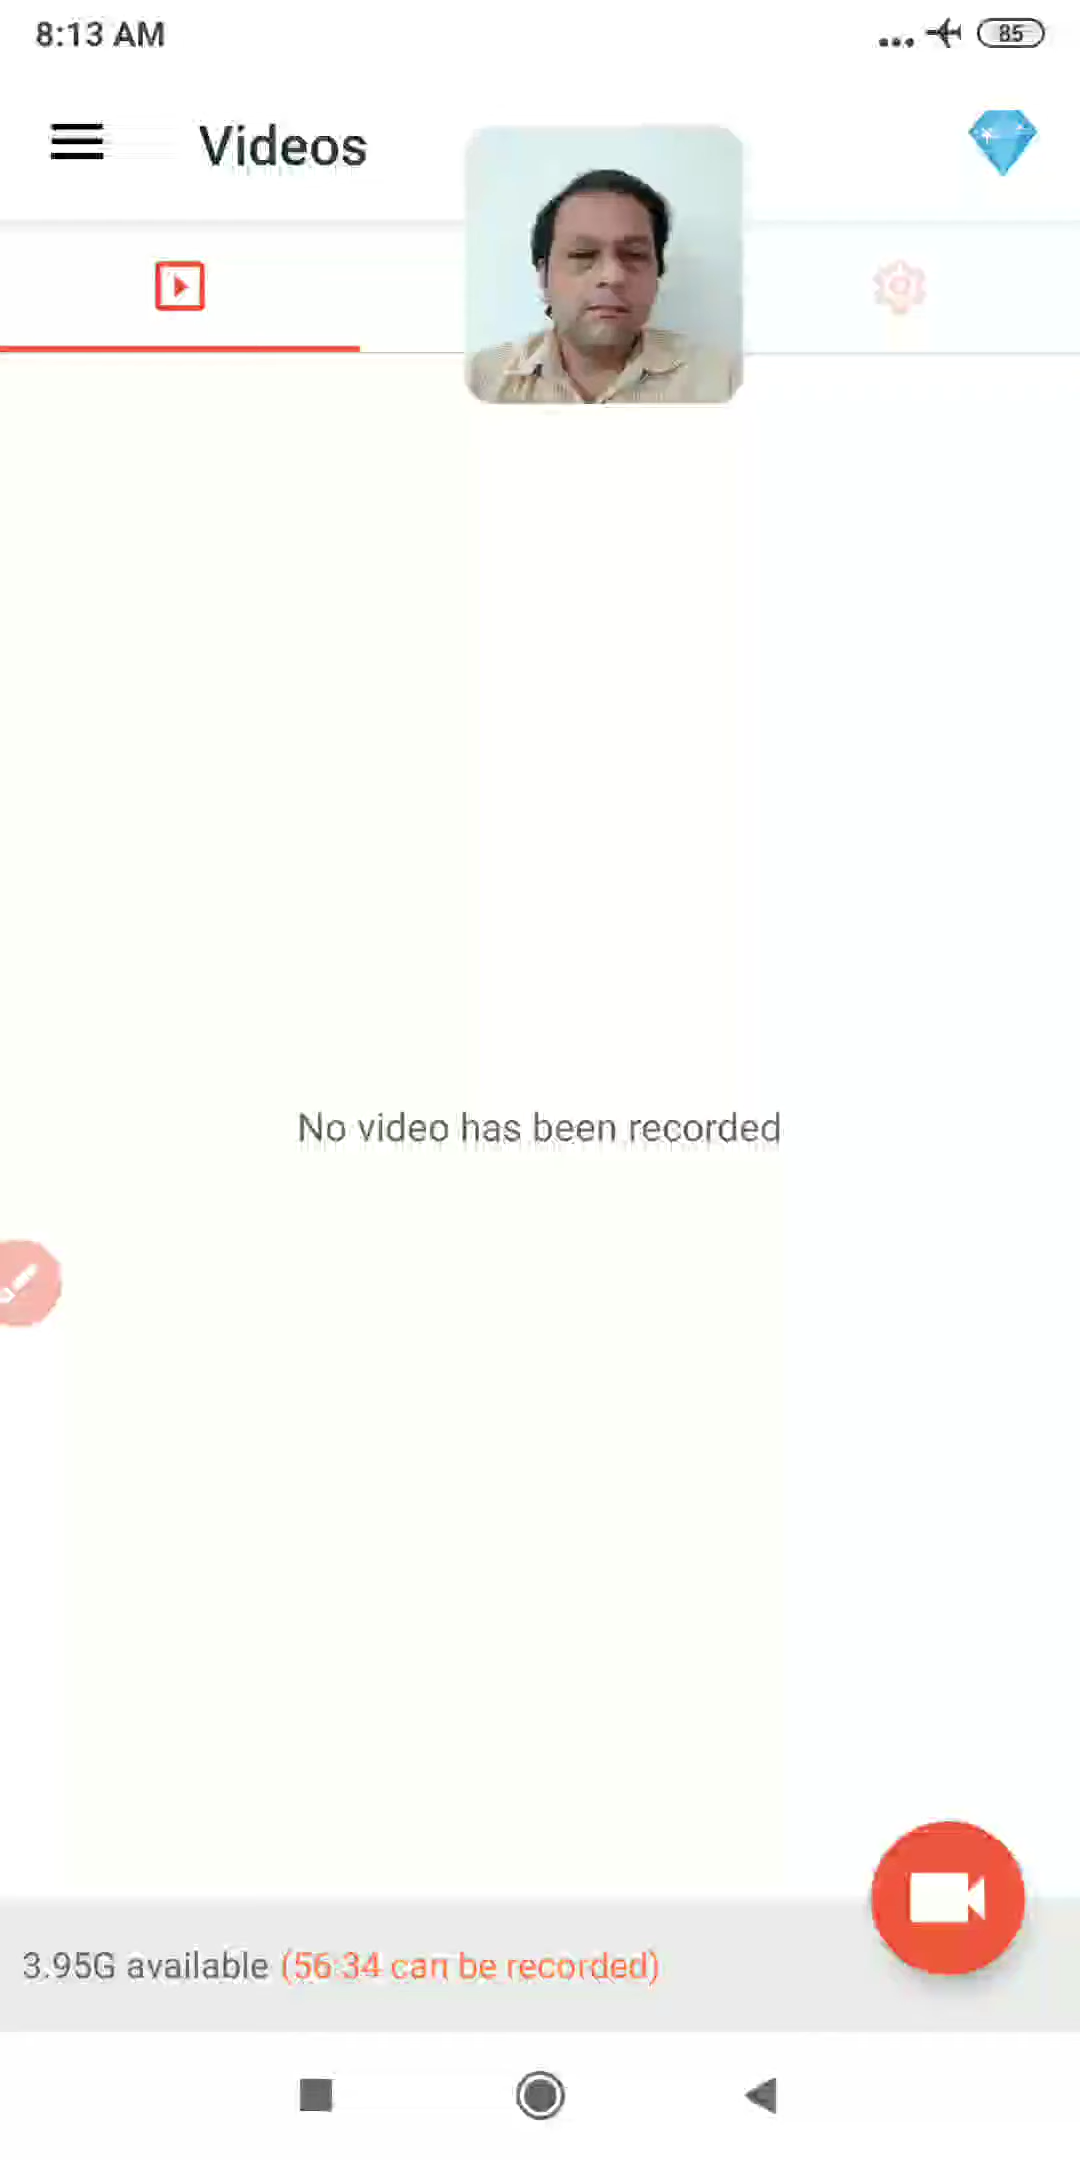 8:13 AM
85
Videos
No video has been recorded
3.95G available (56:34 can be recorded)